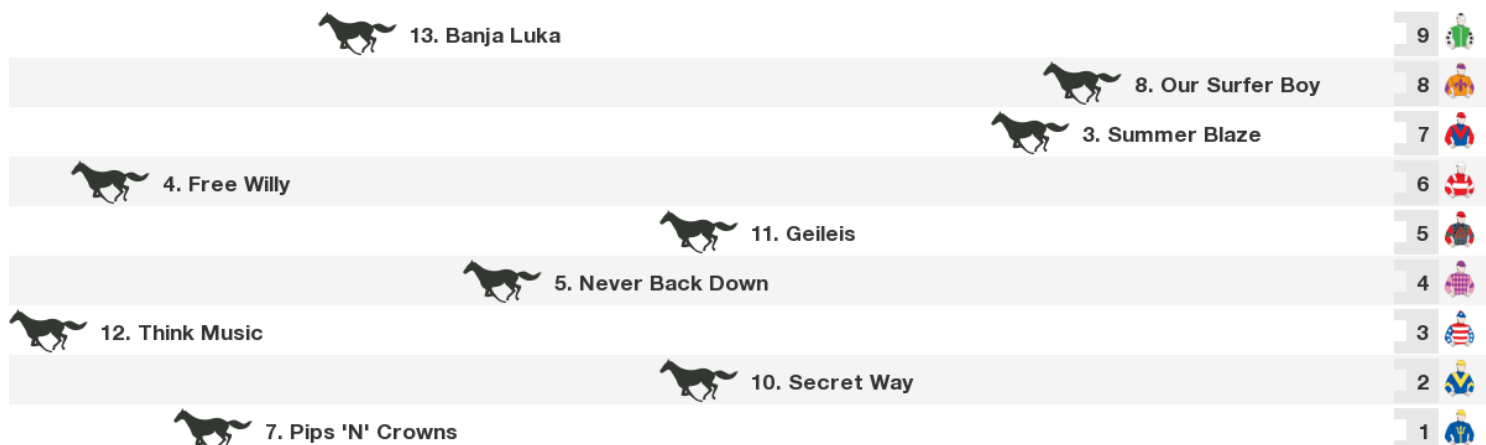 13. Banja Luka 9
8. Our Surfer Boy 8
3. Summer Blaze 7
4. Free Willy 6
11. Geileis 5
5. Never Back Down 4
12. Think Music 3
10. Secret Way 2
7. Pips 'N' Crowns 1